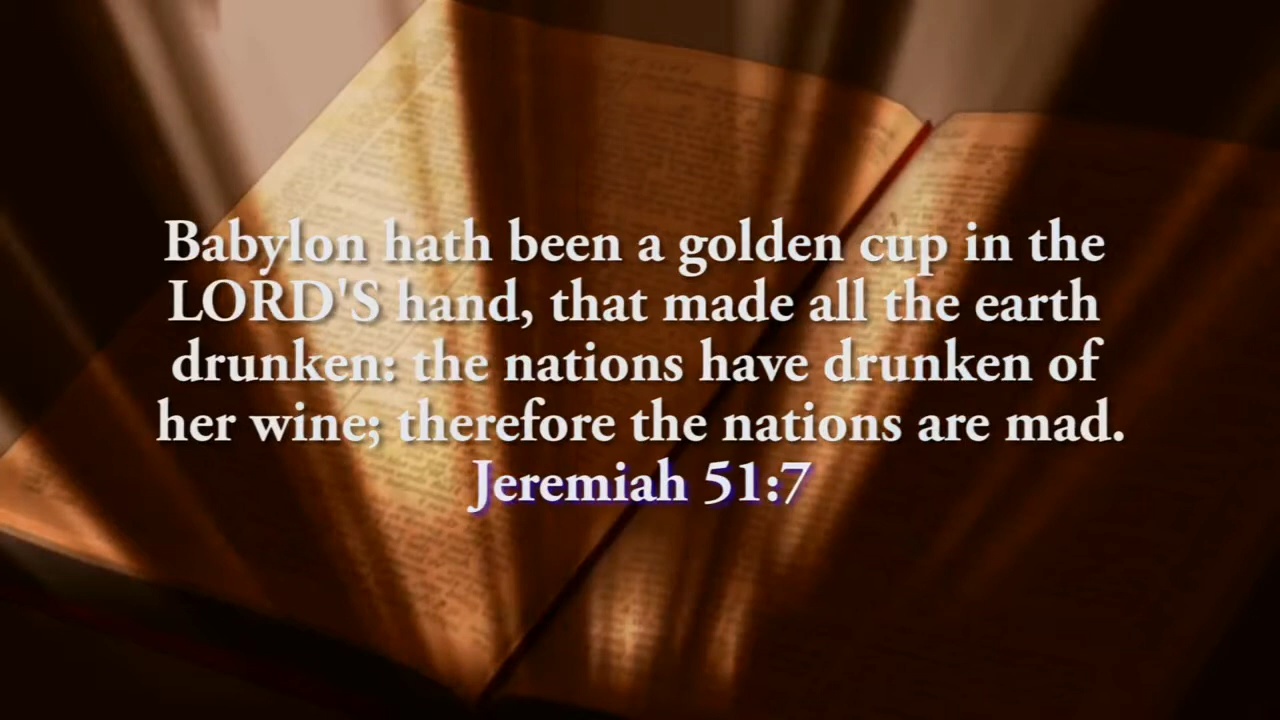 Babylon hath been a golden cup in the
LORD'S hand, that made all the earth
drunken: the nations have drunken of
her wine; therefore the nations are mad.
Jeremiah 51:7